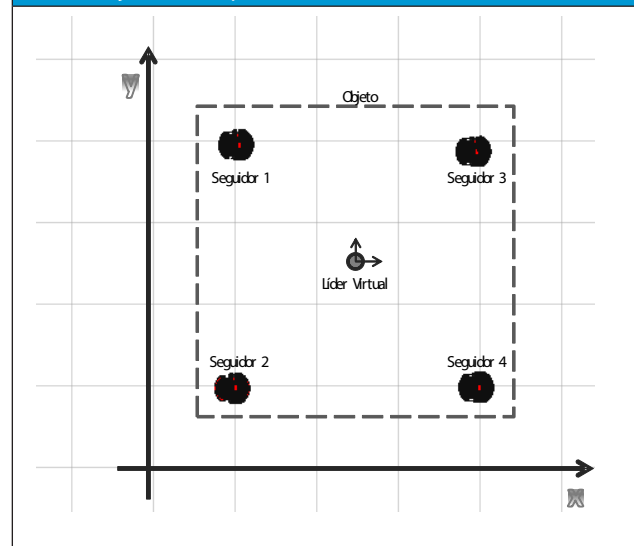 y
Objeto
Seguidor 1
Seguidor 3
Líder Virtual
Seguidor 2
Seguidor 4
x